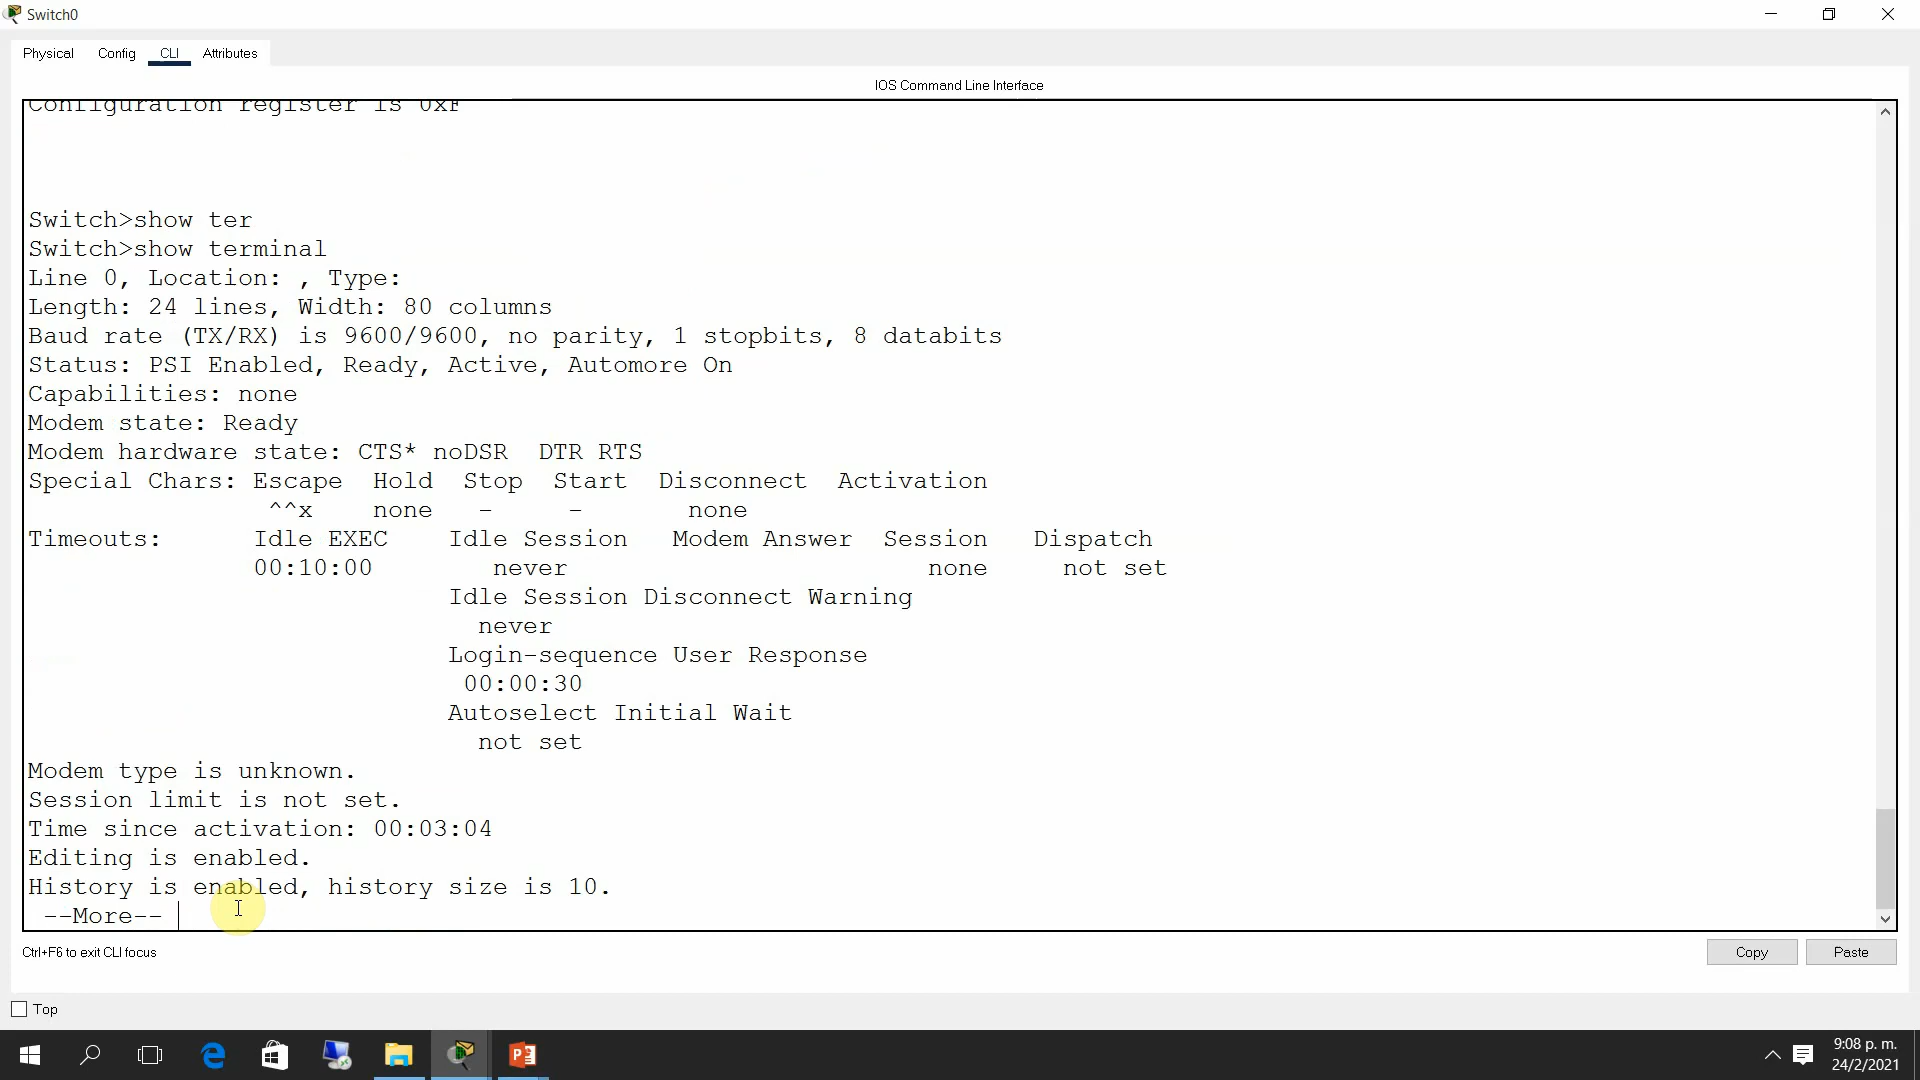 Switch0
Physical Config CLI Attributes
IOS Command Line Interface
Configuration register is 0xF
Switch>show ter
Switch>show terminal
Line 0, Location: , Type:
Length: 24 lines, Width: 80 columns
Baud rate (TX/RX) is 9600/9600, no parity, 1 stopbits, 8 databits
Status: PSI Enabled, Ready, Active, Automore On
Capabilities: none
Modem state: Ready
Modem hardware state: CTS* noDSR  DTR RTS
Special Chars: Escape  Hold  Stop  Start  Disconnect  Activation
                ^^x    none   -     -       none
Timeouts:      Idle EXEC    Idle Session   Modem Answer  Session   Dispatch
               00:10:00        never                        none     not set
                            Idle Session Disconnect Warning
                              never
                            Login-sequence User Response
                             00:00:30
                            Autoselect Initial Wait
                              not set
Modem type is unknown.
Session limit is not set.
Time since activation: 00:03:04
Editing is enabled.
History is enabled, history size is 10.
 --More--
Ctrl+F6 to exit CLI focus
Copy Paste
Top
9:08 p. m.
24/2/2021